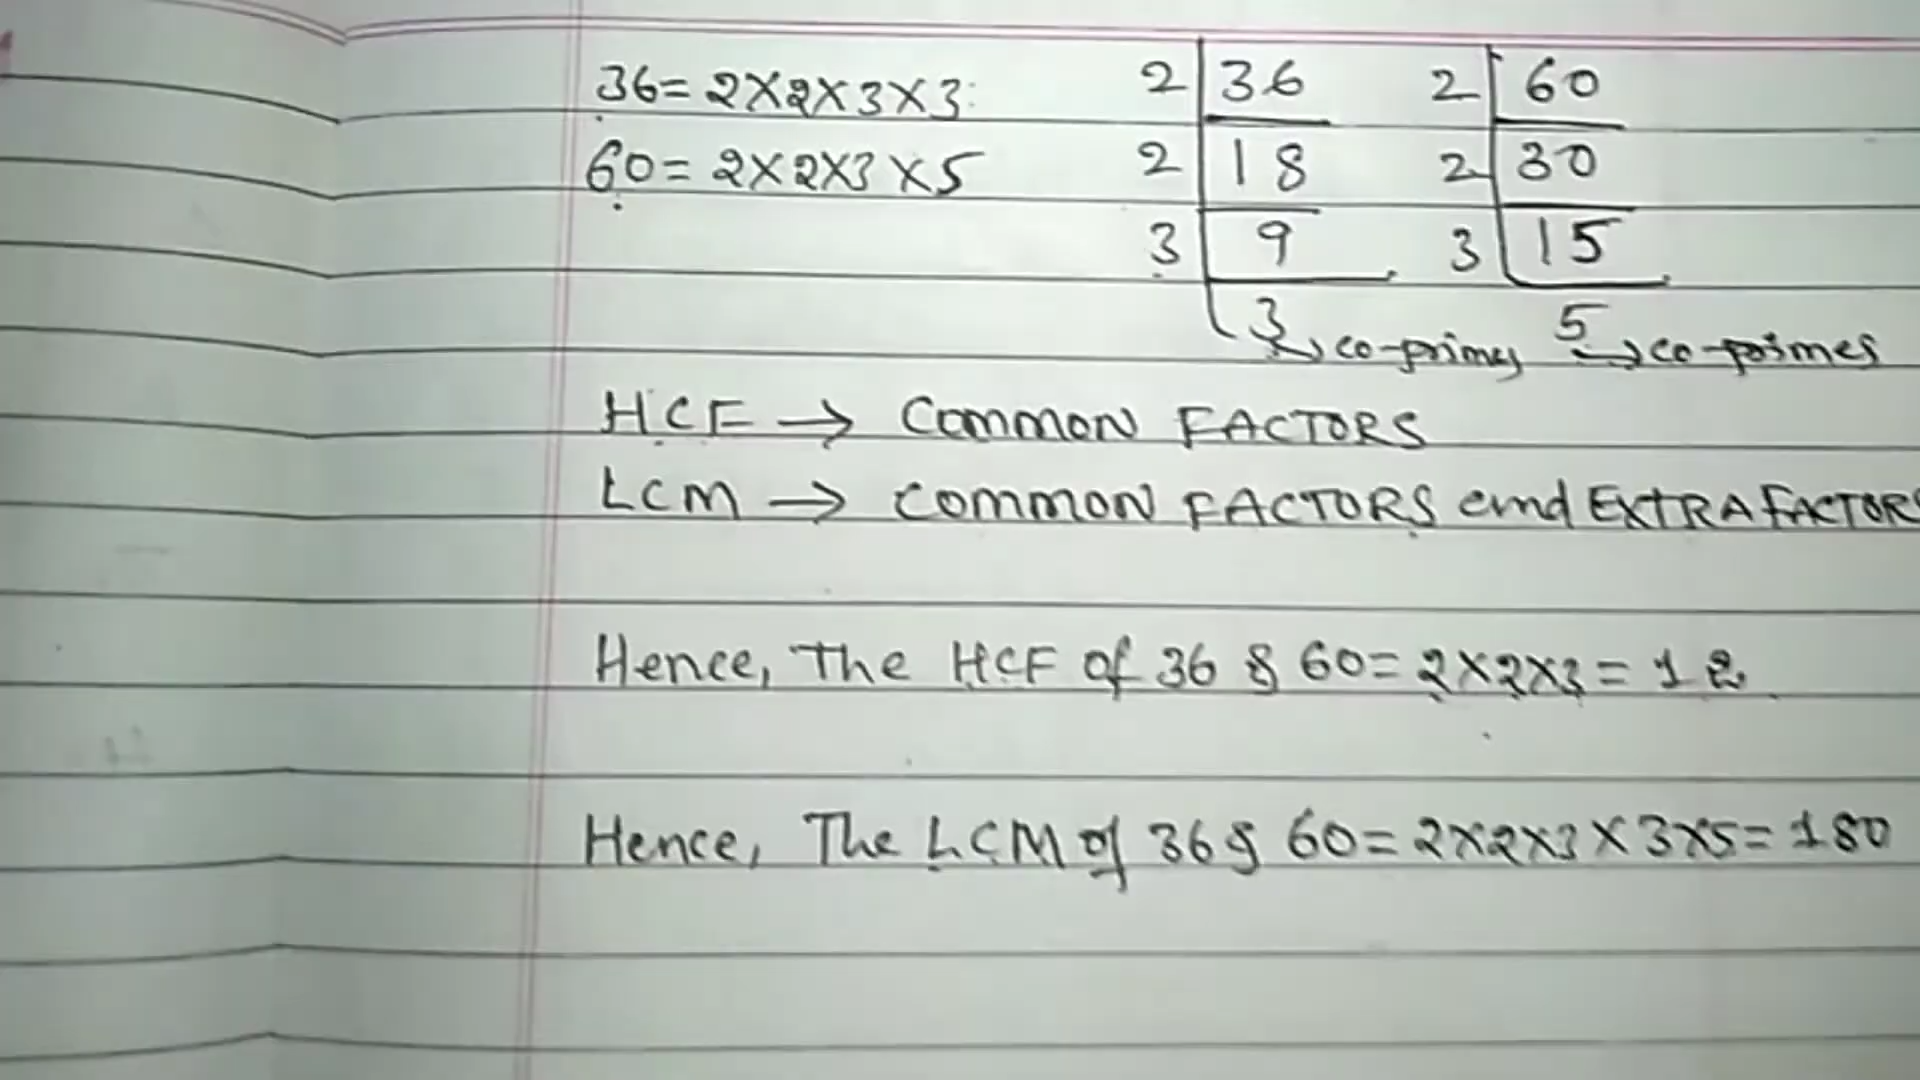 36= 2×2×3×3
60= 2×2×3×5
2 36
2 18
3 9
3 → co-primes
2 60
2 30
3 15
5 → co-primes
HCF → COMMON FACTORS
LCM → COMMON FACTORS and EXTRA FACTORS
Hence, The HCF of 36 & 60= 2×2×3= 12
Hence, The LCM of 36 & 60= 2×2×3×3×5= 180